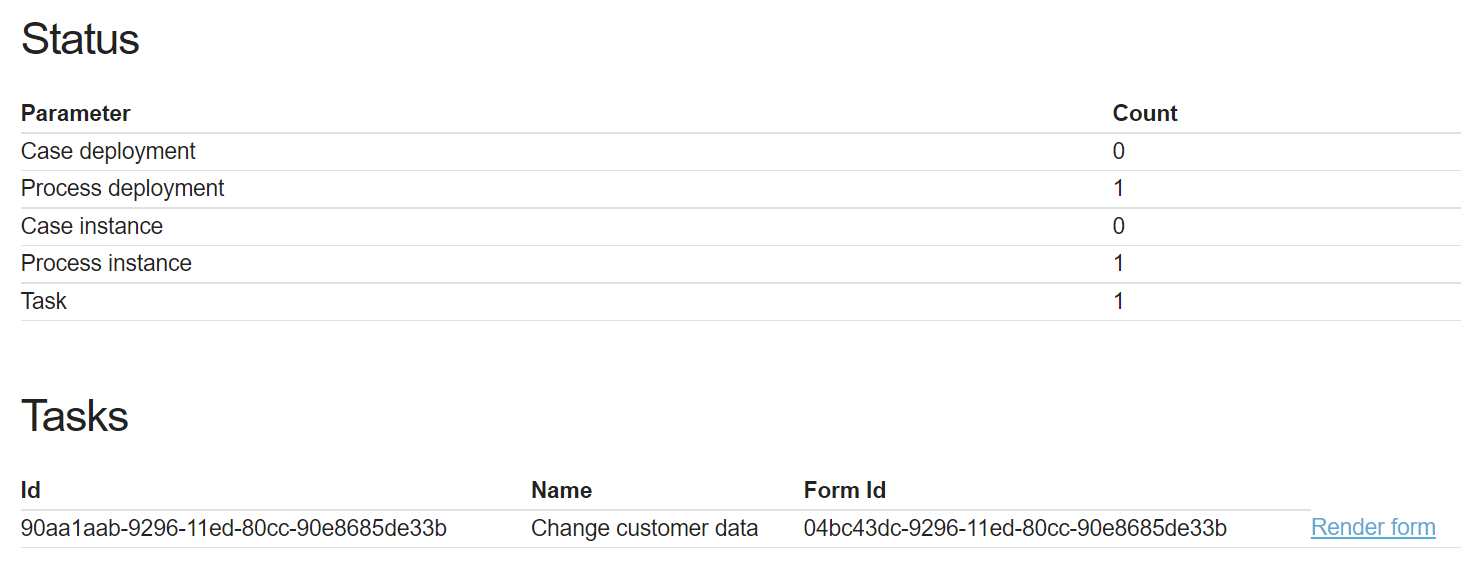 Status
Parameter Count
Case deployment 0
Process deployment 1
Case instance 0
Process instance 1
Task 1
Tasks
Id Name Form Id
90aa1aab-9296-11ed-80cc-90e8685de33b Change customer data 04bc43dc-9296-11ed-80cc-90e8685de33b Render form